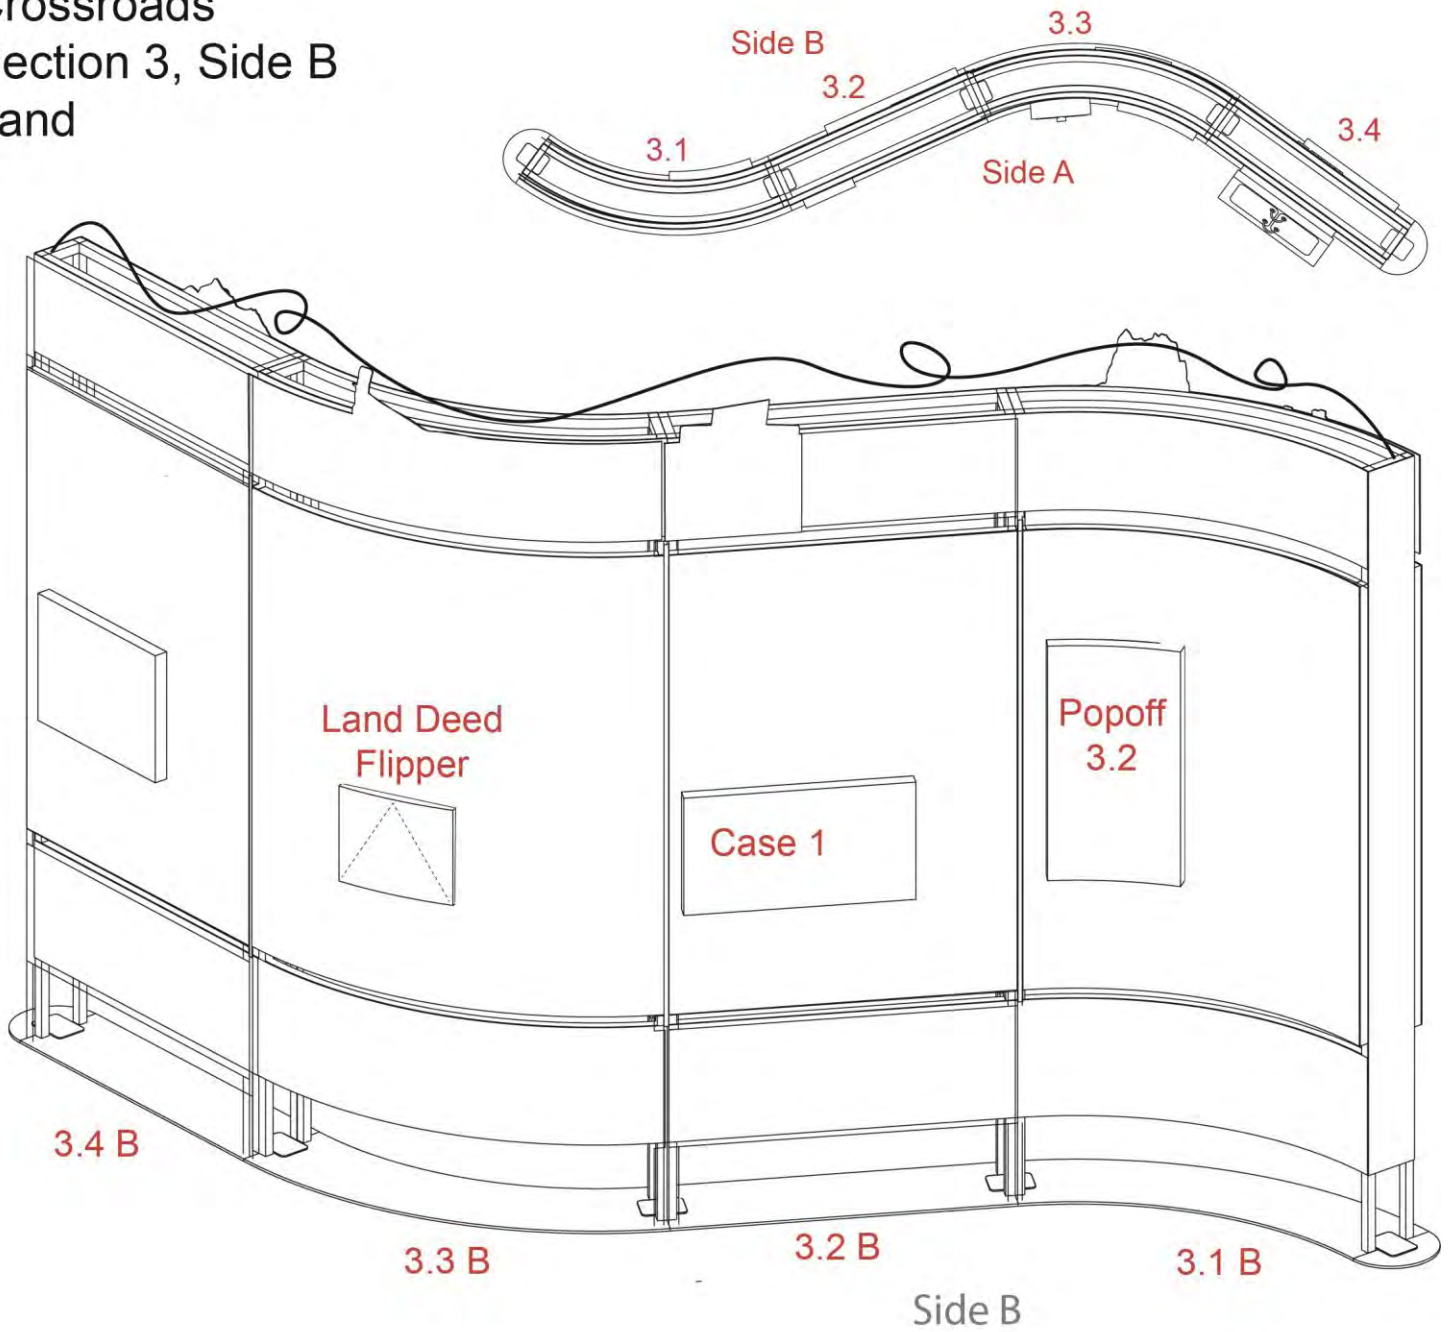 rossroads
ection 3, Side B
and
Side B
3.3
3.2
3.1
3.4
Side A
Land Deed
Flipper
Popoff
3.2
Case 1
3.4 B
3.3 B
3.2 B
3.1 B
Side B